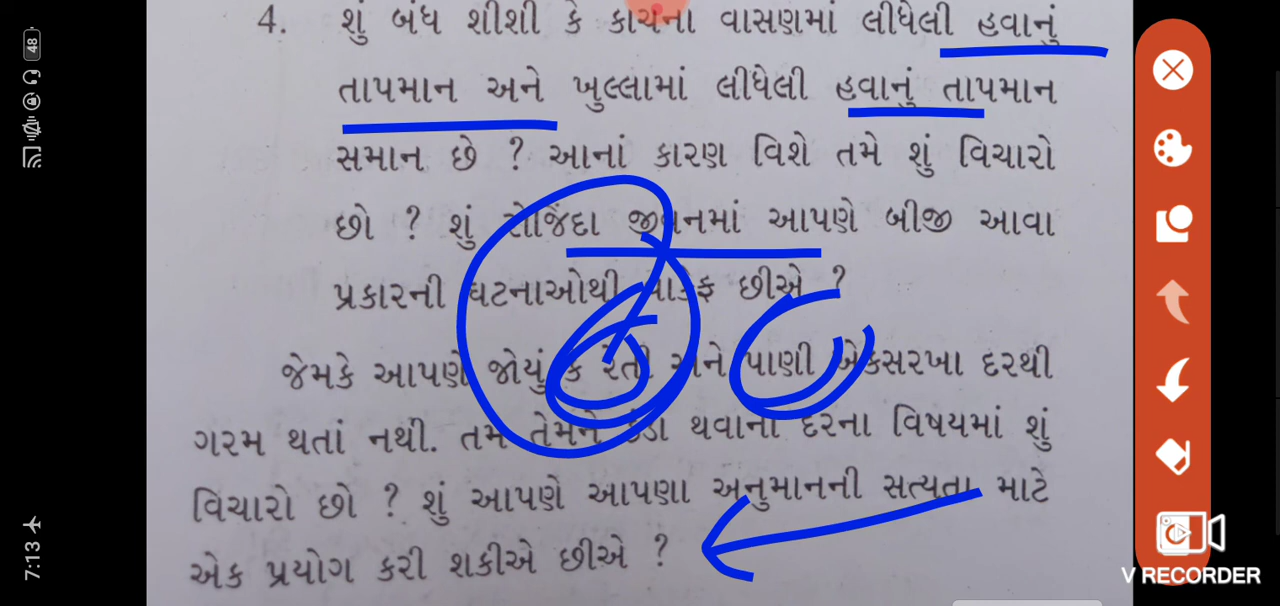 4. શું બંધ શીશી કે કાચના વાસણમાં લીધેલી હવાનું
તાપમાન અને ખુલ્લામાં લીધેલી હવાનું તાપમાન
સમાન છે ? આનાં કારણ વિશે તમે શું વિચારો
છો ? શું રોજિંદા જીવનમાં આપણે બીજી આવા
પ્રકારની ઘટનાઓથી વાકેફ છીએ ?
જેમકે આપણે જોયું કે રેતી અને પાણી એકસરખા દરથી
ગરમ થતાં નથી. તમે તેમને ઠંડા થવાના દરના વિષયમાં શું
વિચારો છો ? શું આપણે આપણા અનુમાનની સત્યતા માટે
એક પ્રયોગ કરી શકીએ છીએ ?
48
7:13
V RECORDER